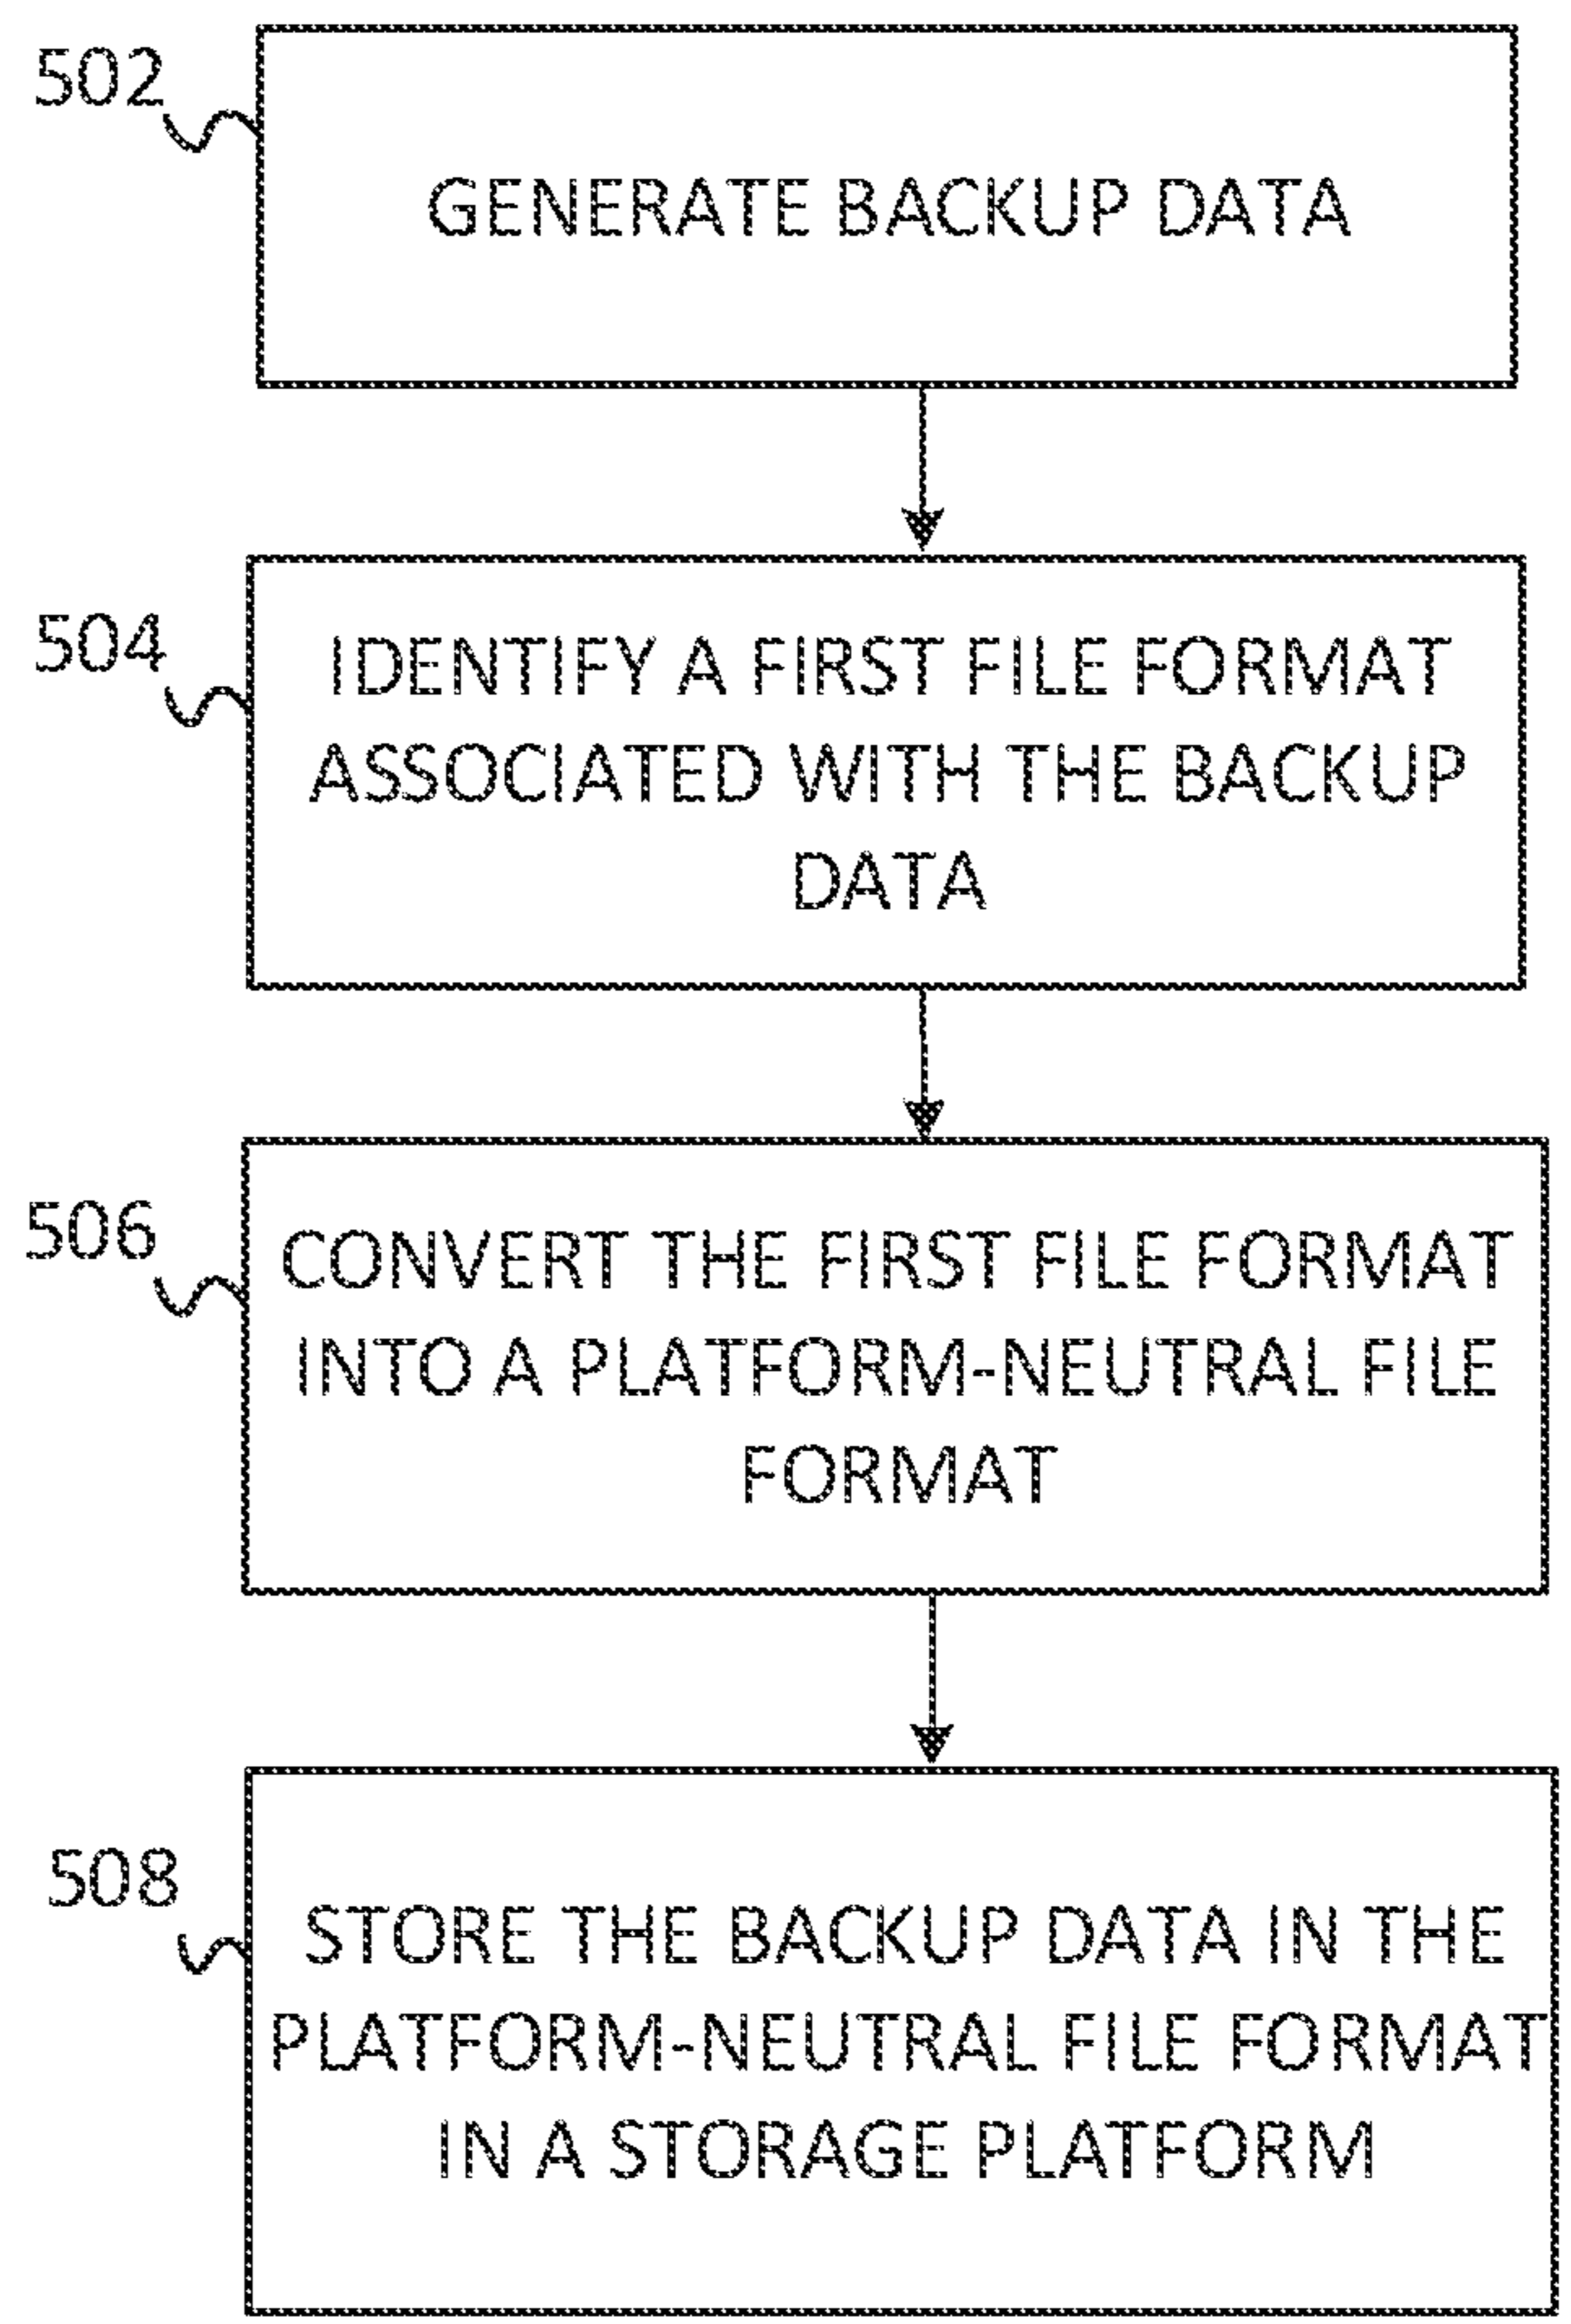 502
GENERATE BACKUP DATA
504
IDENTIFY A FIRST FILE FORMAT
ASSOCIATED WITH THE BACKUP
DATA
506
CONVERT THE FIRST FILE FORMAT
INTO A PLATFORM-NEUTRAL FILE
FORMAT
508
STORE THE BACKUP DATA IN THE
PLATFORM-NEUTRAL FILE FORMAT
IN A STORAGE PLATFORM